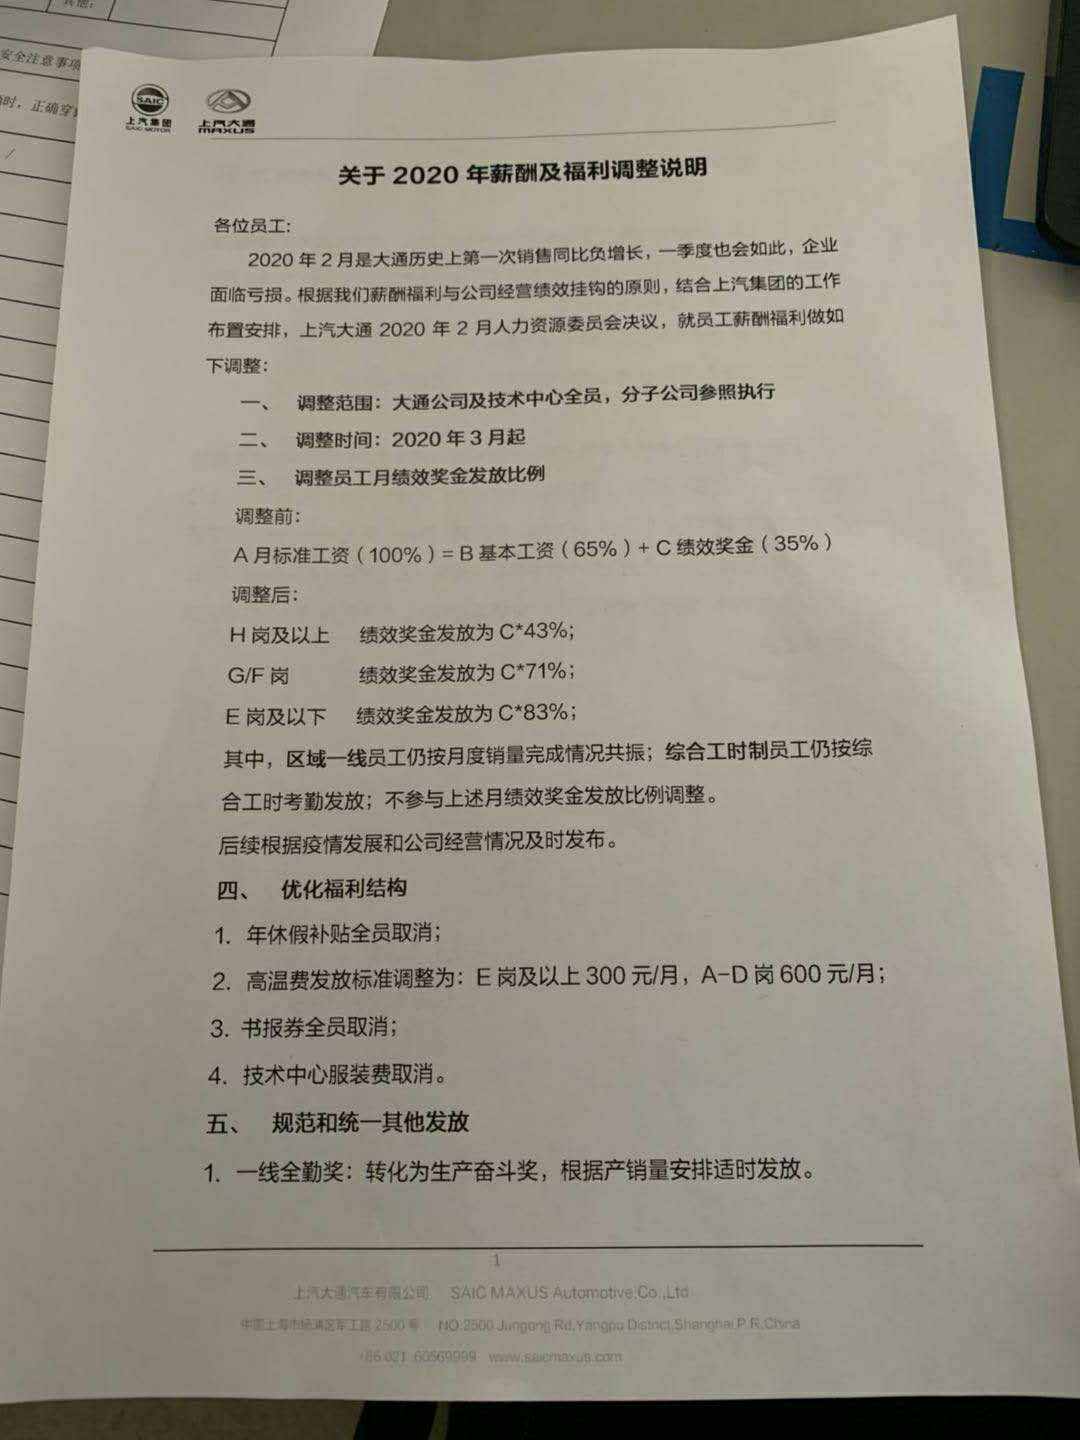 其他:
安全注意事项
时，正确穿
/
SAIC
上汽集团
SAIC MOTOR
上汽大通
MAXUS
关于 2020 年薪酬及福利调整说明
各位员工:
2020 年 2 月是大通历史上第一次销售同比负增长，一季度也会如此，企业
面临亏损。根据我们薪酬福利与公司经营绩效挂钩的原则，结合上汽集团的工作
布置安排，上汽大通 2020 年 2 月人力资源委员会决议，就员工薪酬福利做如
下调整：
一、 调整范围：大通公司及技术中心全员，分子公司参照执行
二、 调整时间：2020 年 3 月起
三、 调整员工月绩效奖金发放比例
调整前：
A 月标准工资（100%）= B 基本工资（65%）+ C 绩效奖金（35%）
调整后：
H 岗及以上 绩效奖金发放为 C*43%；
G/F 岗 绩效奖金发放为 C*71%；
E 岗及以下 绩效奖金发放为 C*83%；
其中，区域一线员工仍按月度销量完成情况共振；综合工时制员工仍按综
合工时考勤发放；不参与上述月绩效奖金发放比例调整。
后续根据疫情发展和公司经营情况及时发布。
四、 优化福利结构
1. 年休假补贴全员取消；
2. 高温费发放标准调整为：E 岗及以上 300 元/月，A-D 岗 600 元/月；
3. 书报券全员取消；
4. 技术中心服装费取消。
五、 规范和统一其他发放
1. 一线全勤奖：转化为生产奋斗奖，根据产销量安排适时发放。
1
上汽大通汽车有限公司 SAIC MAXUS Automotive Co.,Ltd
中国上海市杨浦区军工路 2500 号 NO.2500 Jungong Rd,Yangpu District,Shanghai,P.R.China
+86 021 60569999 www.saicmaxus.com